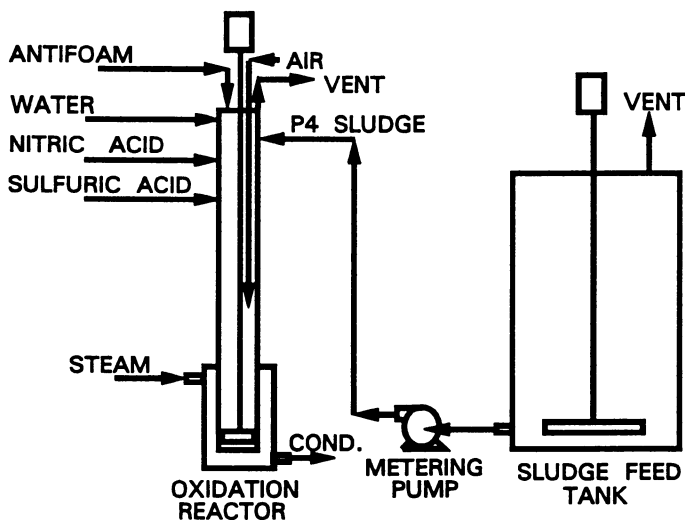 ANTIFOAM
AIR
VENT
WATER
P4 SLUDGE
NITRIC ACID
SULFURIC ACID
VENT
STEAM
COND.
OXIDATION
REACTOR
METERING
PUMP
SLUDGE FEED
TANK